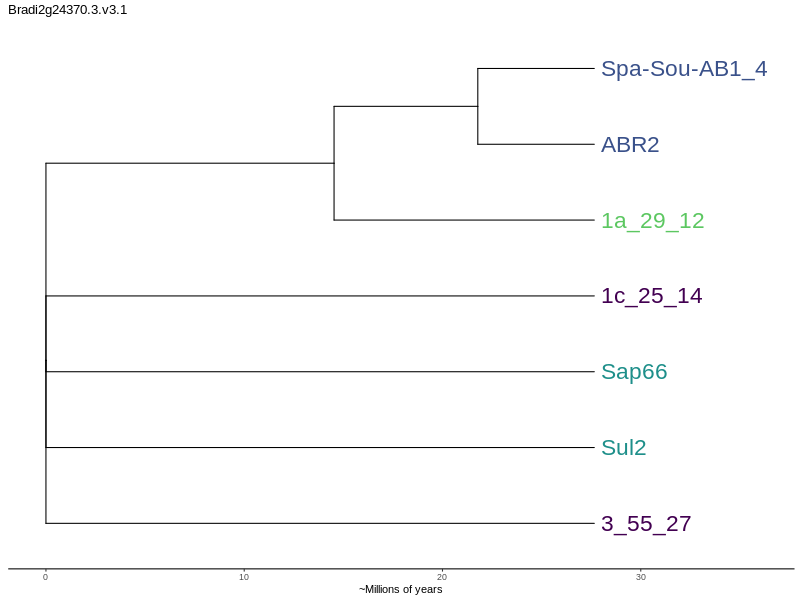 Bradi2g24370.3.v3.1
Spa-Sou-AB1_4
ABR2
1a_29_12
1c_25_14
Sap66
Sul2
3_55_27
0 10 20 30
~Millions of years